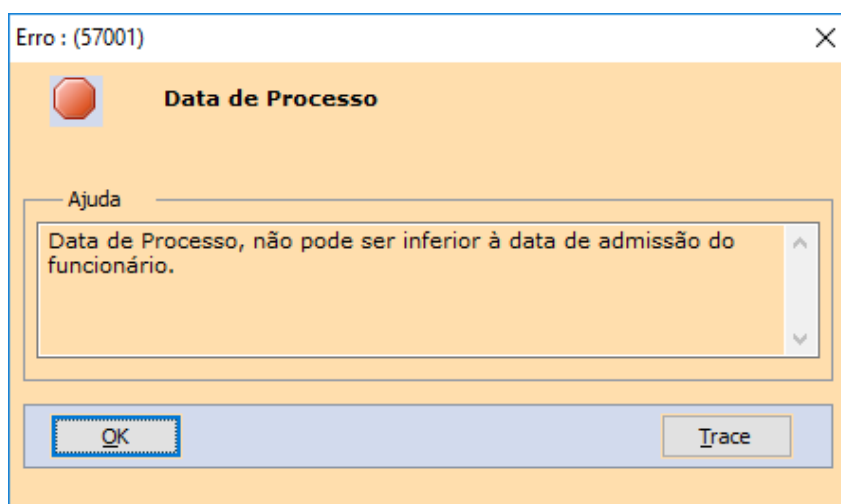 Erro : (57001)
Data de Processo
Ajuda
Data de Processo, não pode ser inferior à data de admissão do
funcionário.
OK
Trace